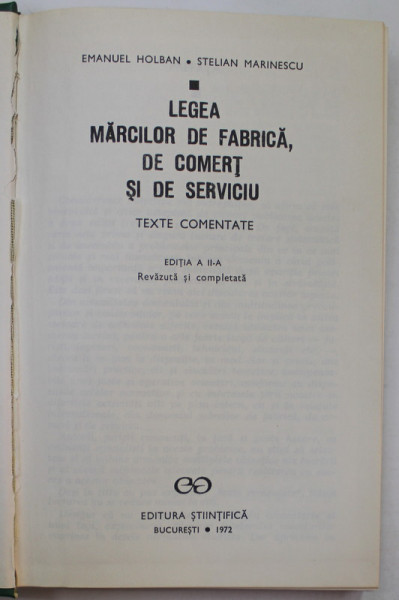 EMANUEL HOLBAN • STELIAN MARINESCU
LEGEA
MĂRCILOR DE FABRICĂ,
DE COMERŢ
ŞI DE SERVICIU
TEXTE COMENTATE
EDIŢIA A II-A
Revăzută şi completată
EDITURA ŞTIINŢIFICĂ
BUCUREŞTI • 1972